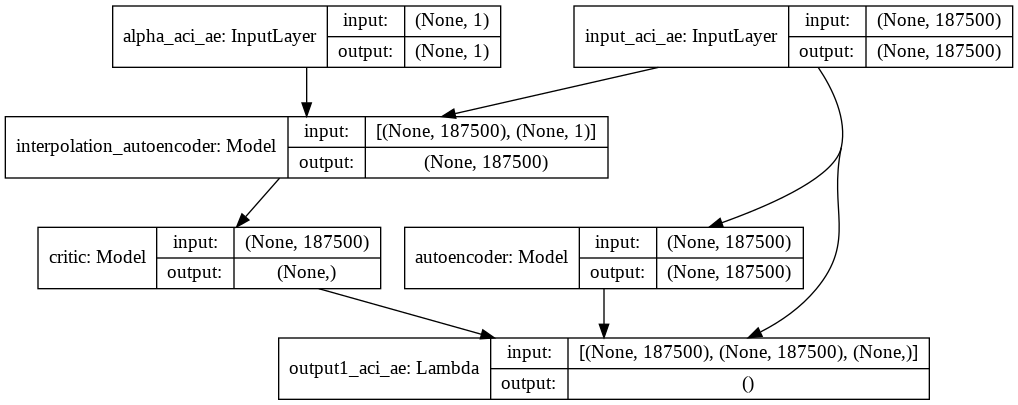 alpha_aci_ae: InputLayer
input: (None, 1)
output: (None, 1)
input_aci_ae: InputLayer
input: (None, 187500)
output: (None, 187500)
interpolation_autoencoder: Model
input: [(None, 187500), (None, 1)]
output: (None, 187500)
critic: Model
input: (None, 187500)
output: (None,)
autoencoder: Model
input: (None, 187500)
output: (None, 187500)
output1_aci_ae: Lambda
input: [(None, 187500), (None, 187500), (None,)]
output: ()